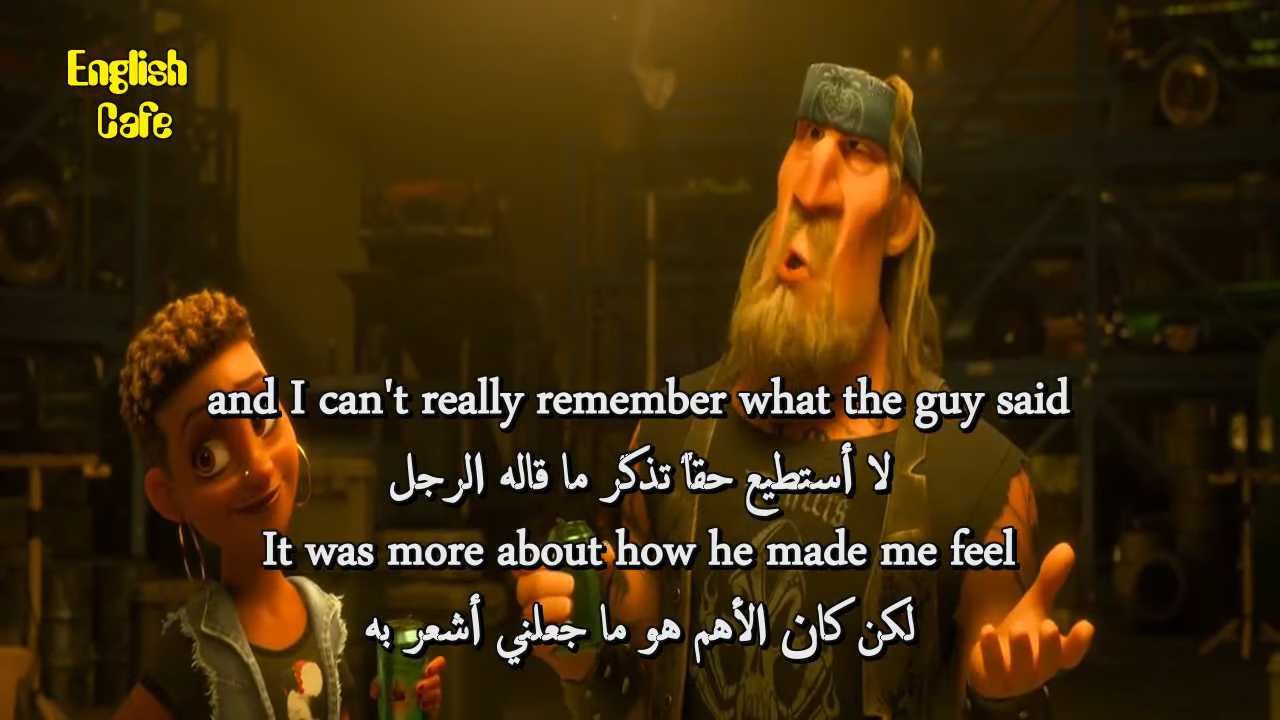 English
Cafe
and I can't really remember what the guy said
لا أستطيع حقاً تذكر ما قاله الرجل
It was more about how he made me feel
لكن كان الأهم هو ما جعلني أشعر به